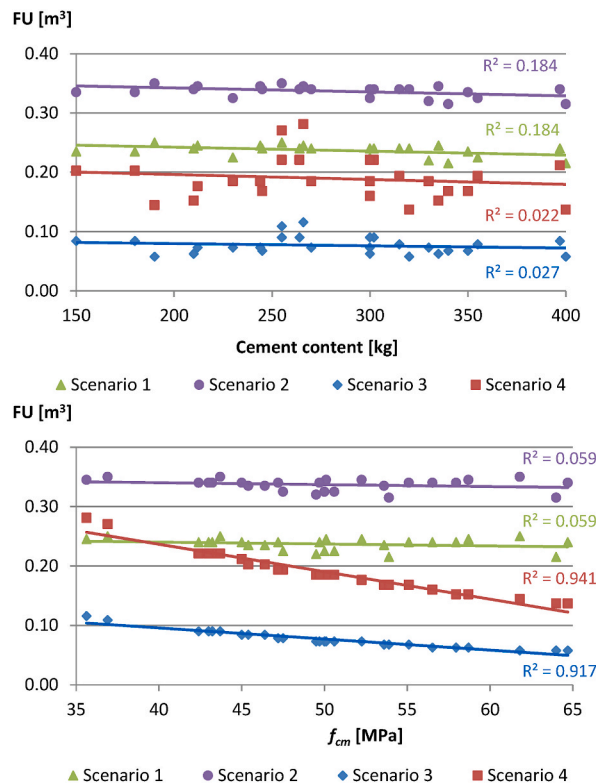 FU [m³]
0.40
R² = 0.184
0.30
R² = 0.184
0.20
R² = 0.022
0.10
R² = 0.027
0.00
150 200 250 300 350 400
Cement content [kg]
Scenario 1 Scenario 2 Scenario 3 Scenario 4
FU [m³]
0.40
R² = 0.059
0.30
R² = 0.059
0.20
R² = 0.941
0.10
R² = 0.917
0.00
35 40 45 50 55 60 65
fcm [MPa]
Scenario 1 Scenario 2 Scenario 3 Scenario 4